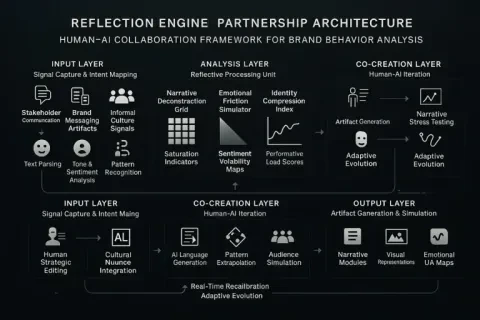 REFLECTION ENGINE PARTNERSHIP ARCHITECTURE
HUMAN–AI COLLABORATION FRAMEWORK FOR BRAND BEHAVIOR ANALYSIS
INPUT LAYER
Signal Capture & Intent Mapping
Stakeholder
Communication
Brand
Messaging
Artifacts
Informal
Culture
Signals
Text Parsing
Tone &
Sentiment
Analysis
Pattern
Recognition
ANALYSIS LAYER
Reflective Processing Unit
Narrative
Deconstraction
Grid
Emotional
Friction
Simulator
Identity
Compression
Index
Saturation
Indicators
Sentiment
Volability
Maps
Performative
Load Scores
CO-CREATION LAYER
Human-AI Iteration
Artifact Generation
Narrative
Stress Testing
Adaptive
Evolution
Adaptive
Evolution
INPUT LAYER
Signal Capture & Intent Maing
Human
Strategic
Editing
AL
Cultural
Nuunce
Integration
CO-CREATION LAYER
Human-AI Iteration
AI Language
Generation
Pattern
Extrapolation
Audience
Simulation
OUTPUT LAYER
Artifact Generation & Simulation
Narrative
Modules
Visual
Representations
Emotional
UA Maps
Real-Time Recailbration
Adaptive Evolution